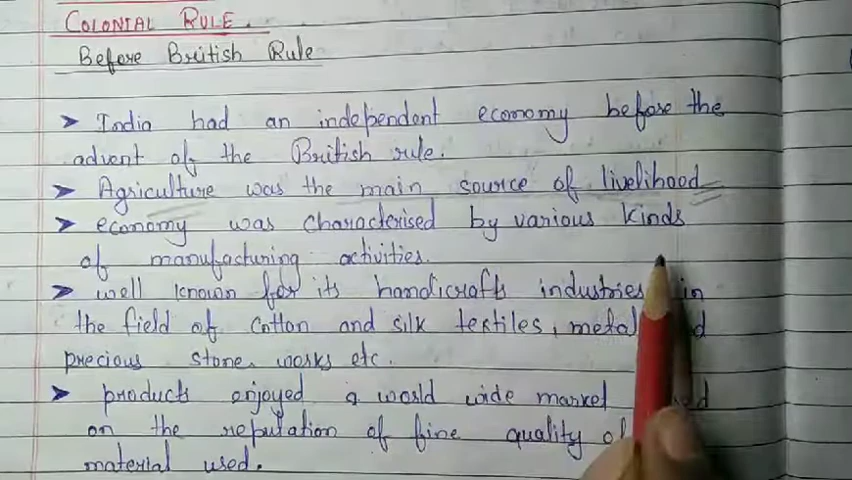 COLONIAL RULE.
Before British Rule
➤ India had an independent economy before the
advent of the British rule.
➤ Agriculture was the main source of livelihood
➤ economy was characterised by various kinds
of manufacturing activities.
➤ well known for its handicrafts industries in
the field of cotton and silk textiles, metal
precious stone works etc.
➤ products enjoyed a world wide market
on the reputation of fine quality of
material used.